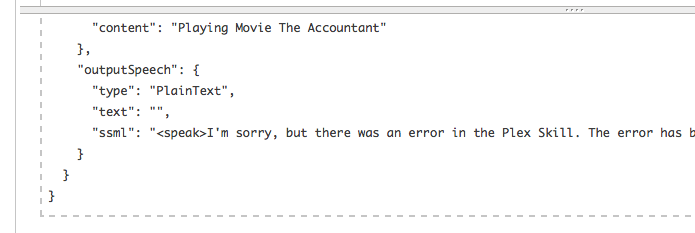 "content": "Playing Movie The Accountant"
},
"outputSpeech": {
"type": "PlainText",
"text": "",
"ssml": "<speak>I'm sorry, but there was an error in the Plex Skill. The error has b
}
}
}